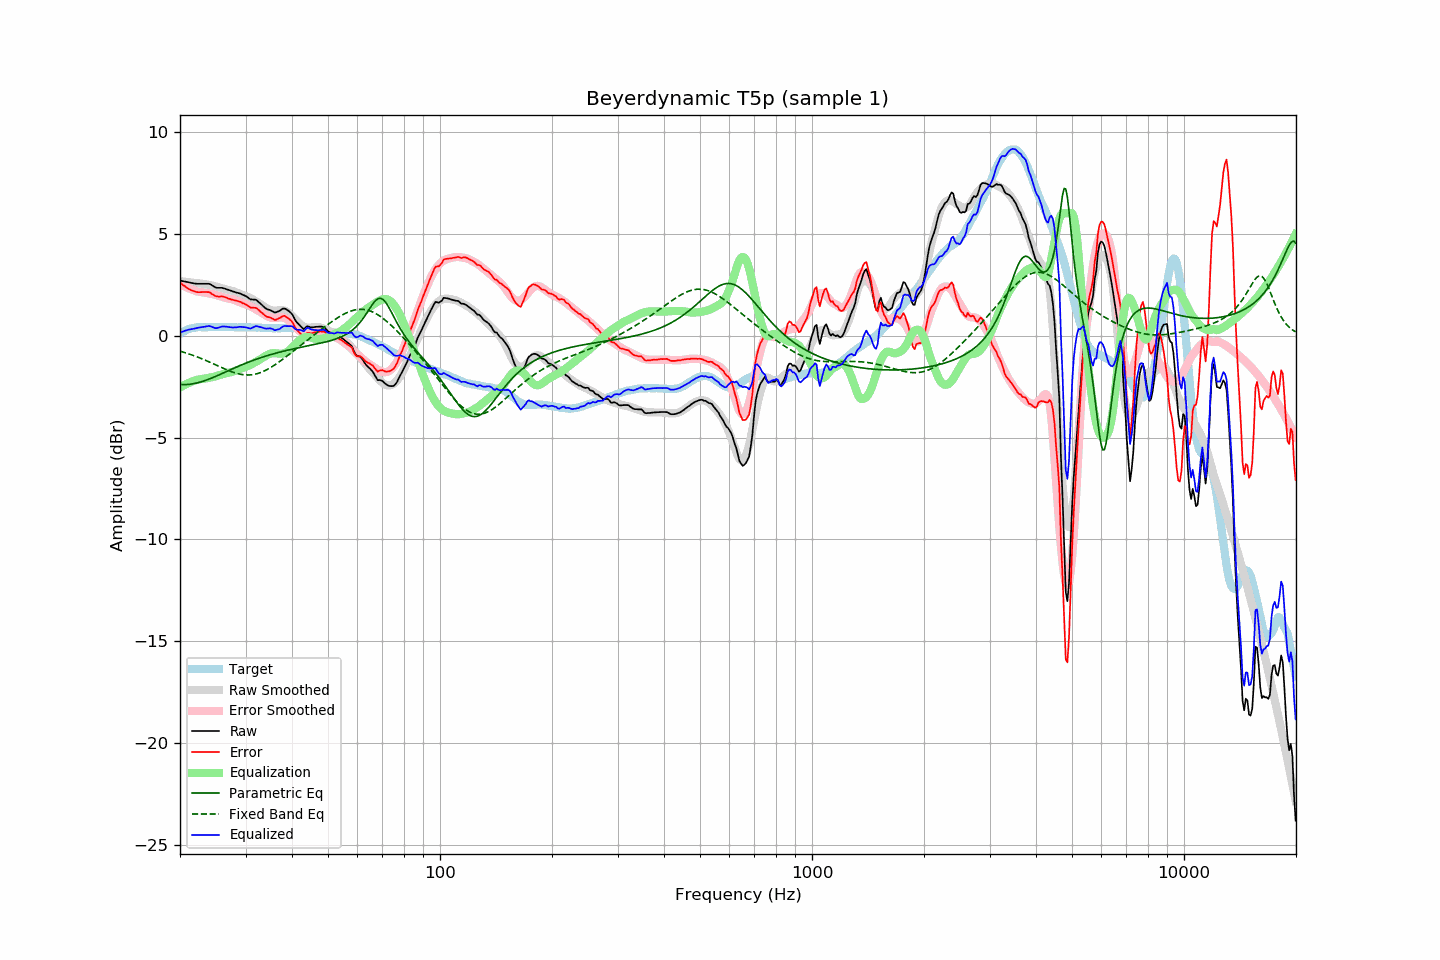 Beyerdynamic T5p (sample 1)
10
5
0
−5
−10
−15
−20
−25
Amplitude (dBr)
Target
Raw Smoothed
Error Smoothed
Raw
Error
Equalization
Parametric Eq
Fixed Band Eq
Equalized
100
1000
10000
Frequency (Hz)